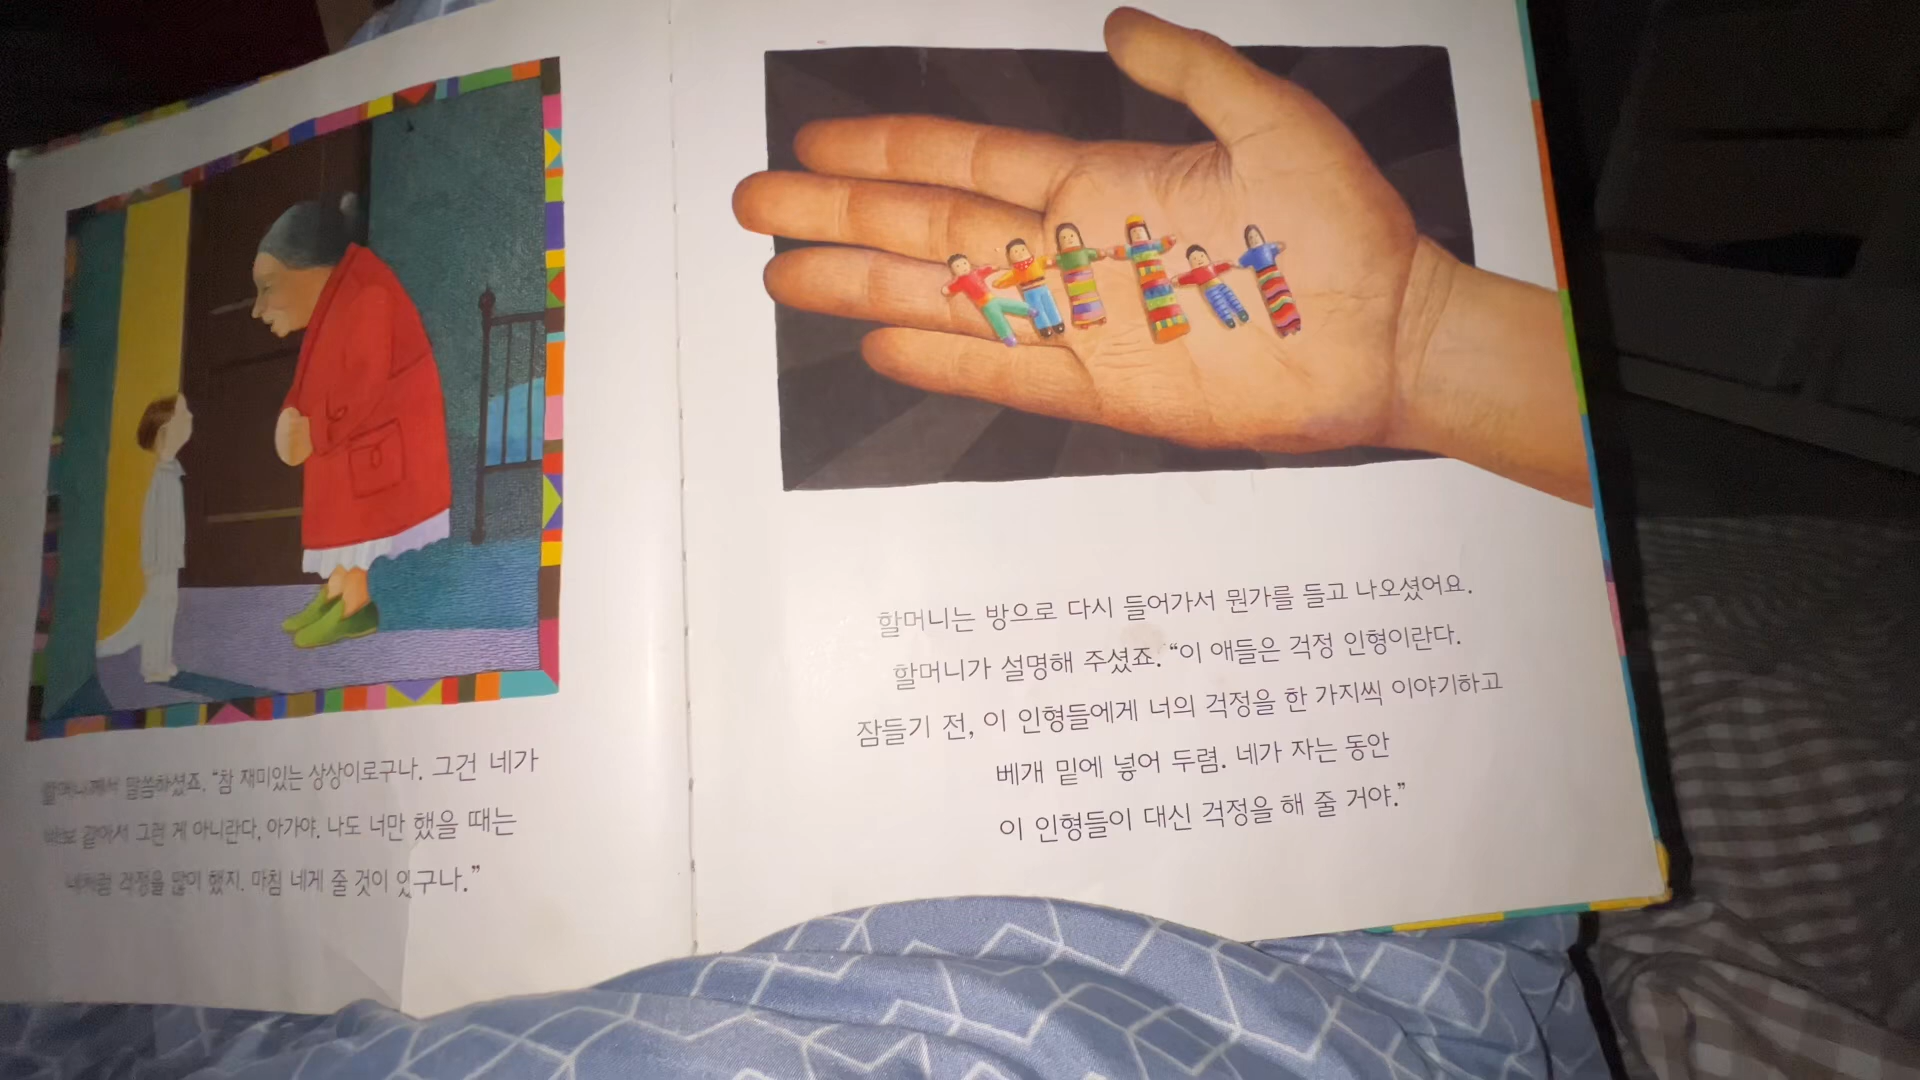 할머니께서 말씀하셨죠. “참 재미있는 상상이로구나. 그건 네가
바보 같아서 그런 게 아니란다, 아가야. 나도 너만 했을 때는
너처럼 걱정을 많이 했지. 마침 네게 줄 것이 있구나.”
할머니는 방으로 다시 들어가서 뭔가를 들고 나오셨어요.
할머니가 설명해 주셨죠. “이 애들은 걱정 인형이란다.
잠들기 전, 이 인형들에게 너의 걱정을 한 가지씩 이야기하고
베개 밑에 넣어 두렴. 네가 자는 동안
이 인형들이 대신 걱정을 해 줄 거야.”